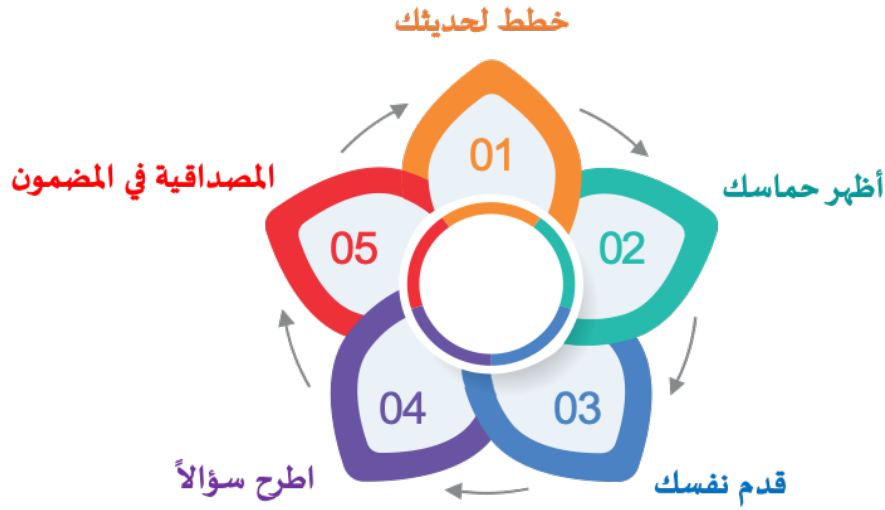 خطط لحديثك
01
أظهر حماسك
02
قدم نفسك
03
اطرح سؤالاً
04
المصداقية في المضمون
05